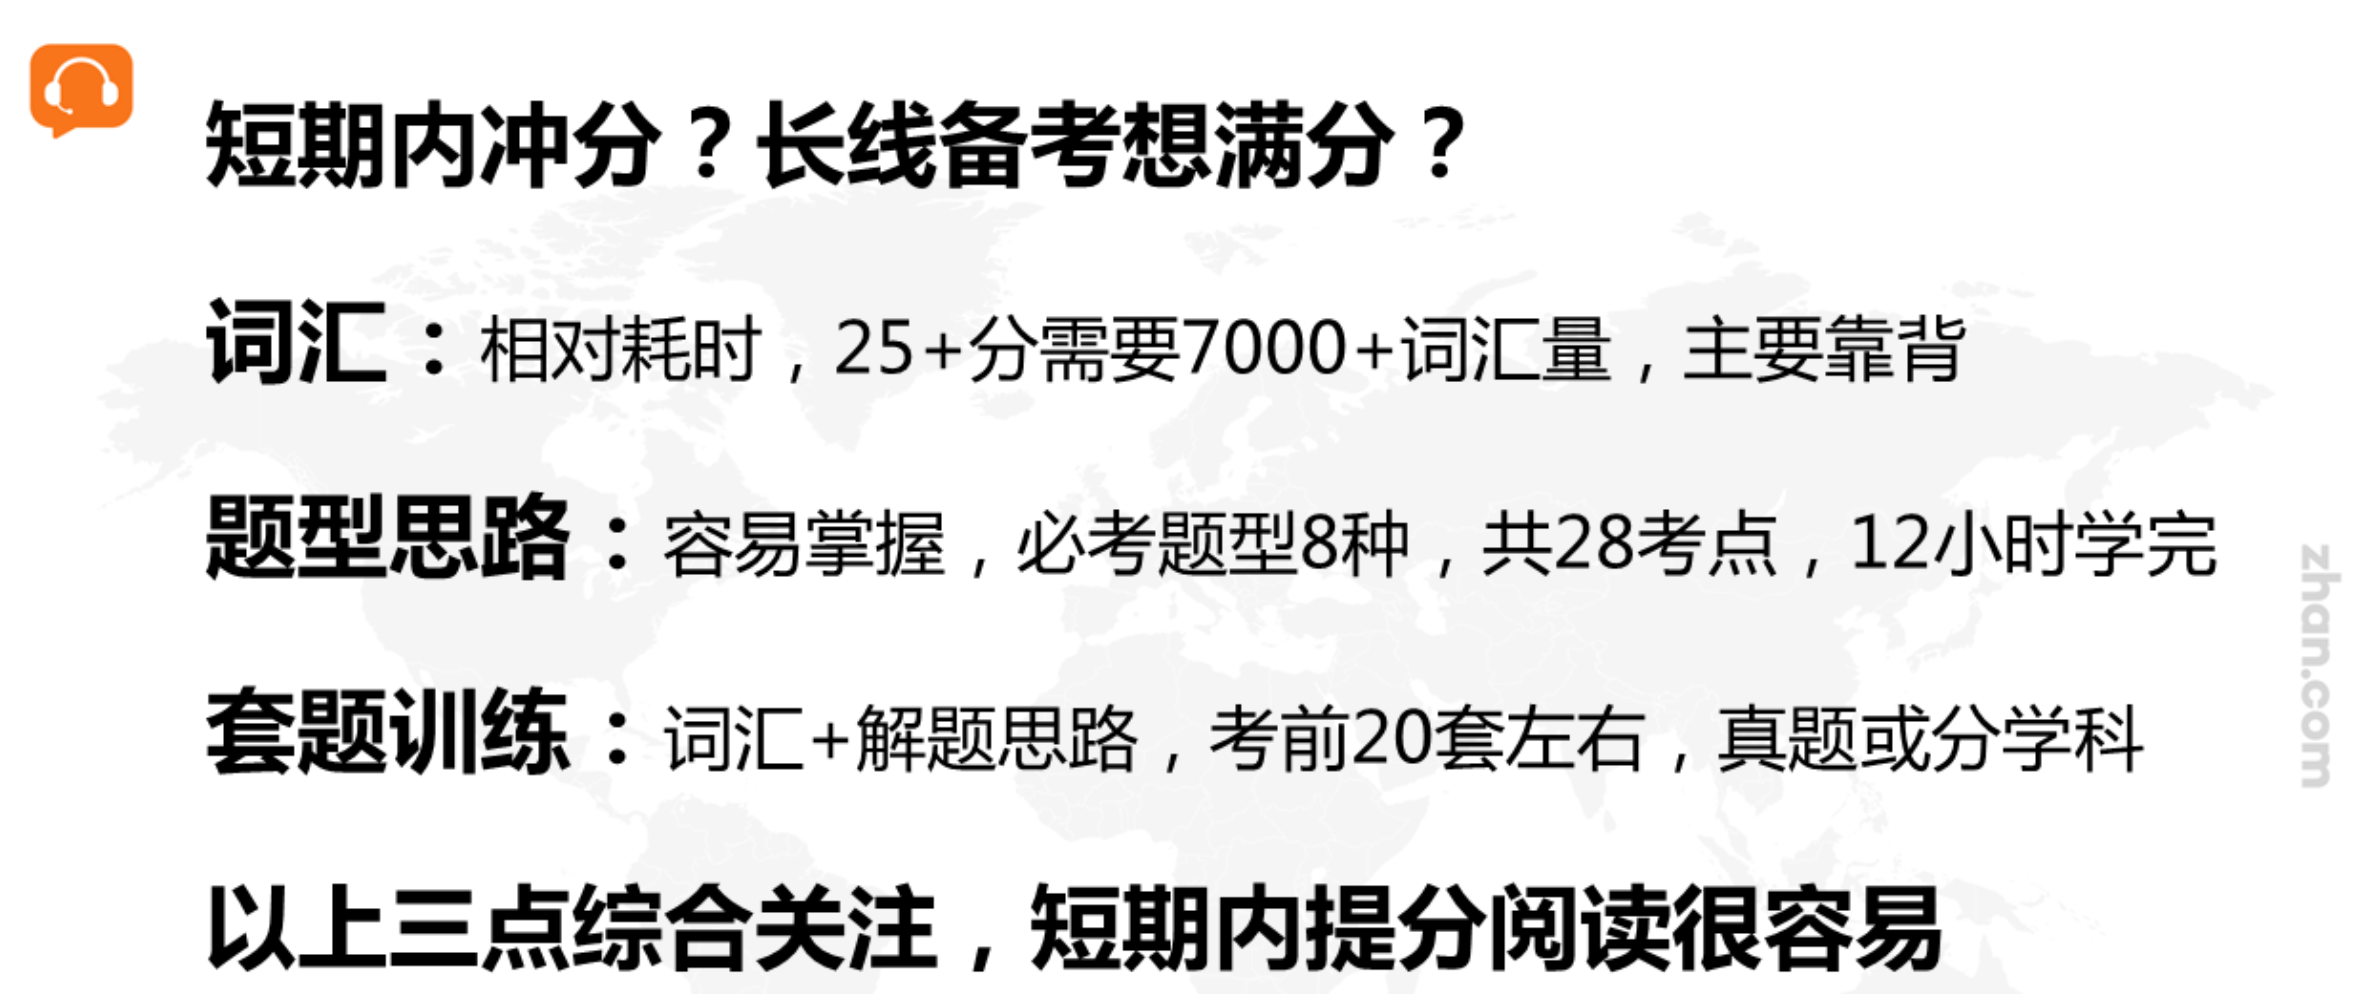 短期内冲分？长线备考想满分？
词汇：相对耗时，25+分需要7000+词汇量，主要靠背
题型思路：容易掌握，必考题型8种，共28考点，12小时学完
套题训练：词汇+解题思路，考前20套左右，真题或分学科
以上三点综合关注，短期内提分阅读很容易
zhan.com